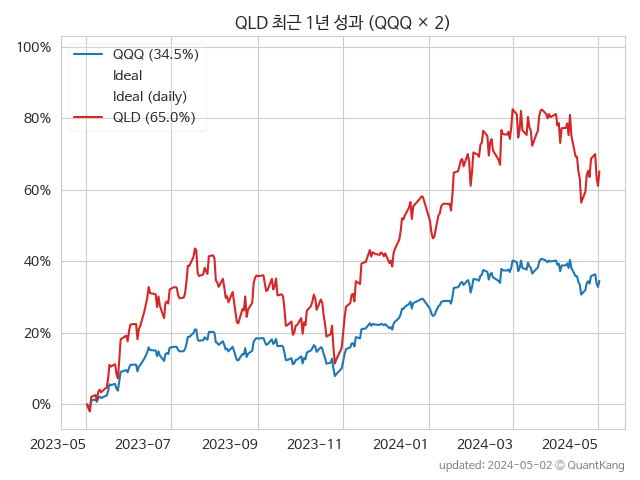 QLD 최근 1년 성과 (QQQ × 2)
100%
80%
60%
40%
20%
0%
QQQ (34.5%)
Ideal
Ideal (daily)
QLD (65.0%)
2023-05
2023-07
2023-09
2023-11
2024-01
2024-03
2024-05
updated: 2024-05-02 © QuantKang